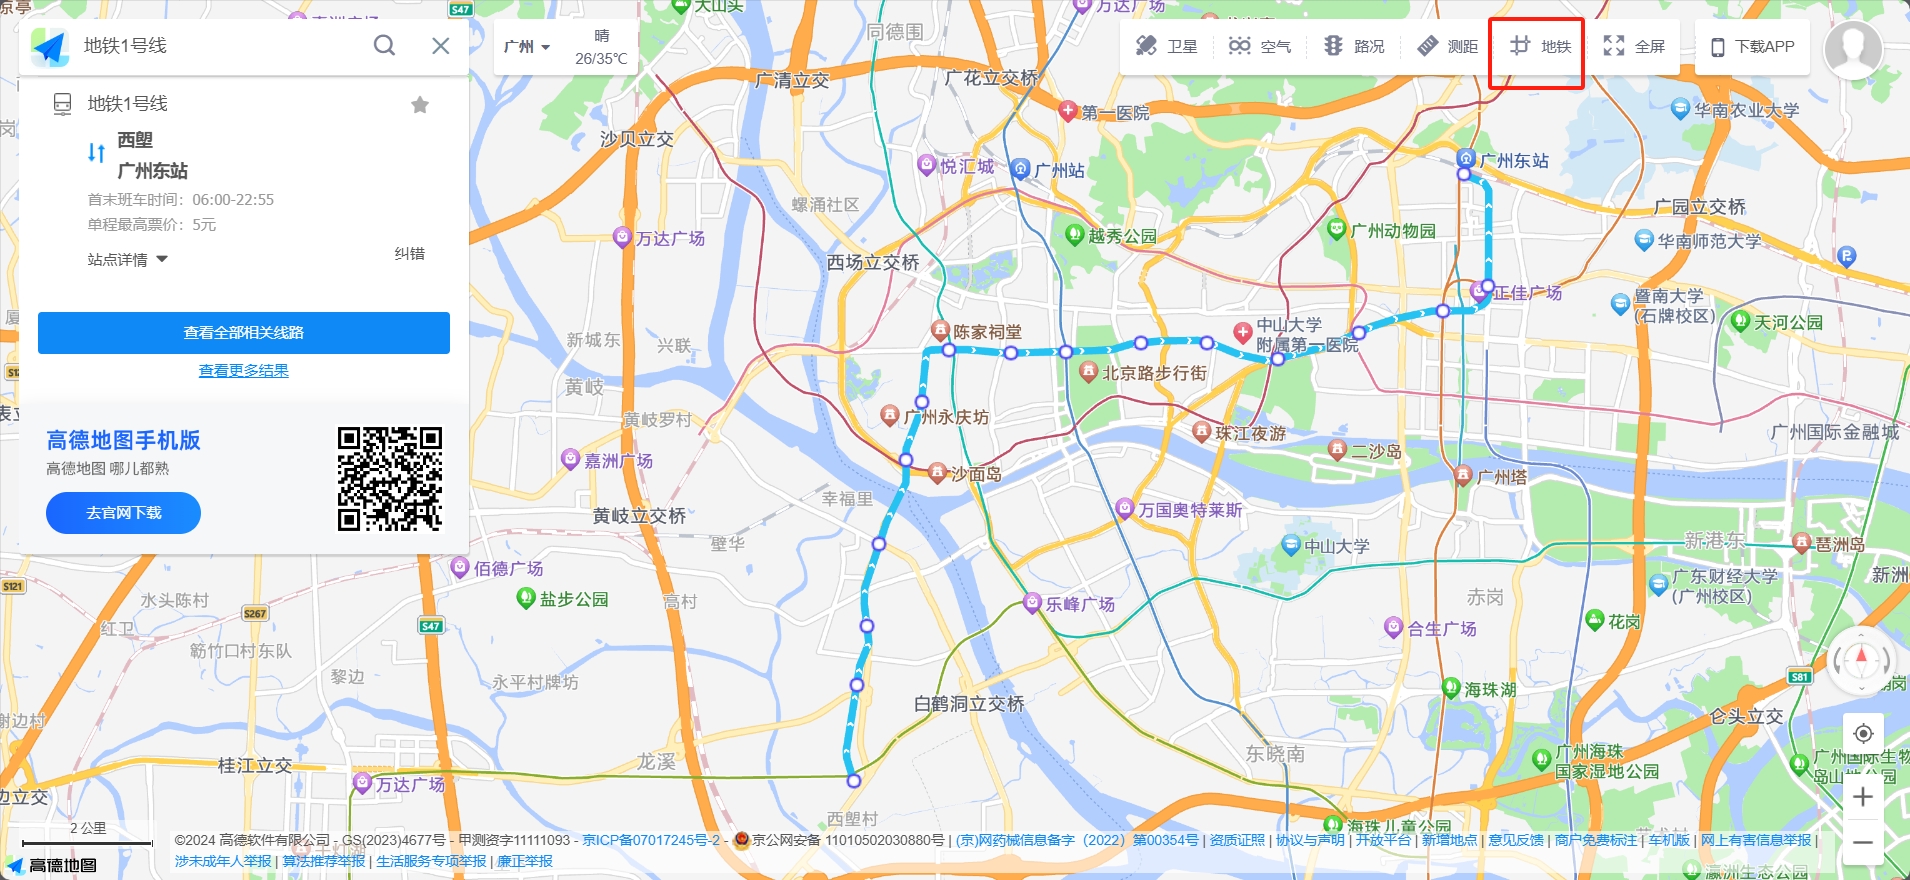 地铁1号线
广州
晴
26/35℃
卫星
空气
路况
测距
地铁
全屏
下载APP
地铁1号线
西塱
广州东站
首末班车时间：06:00-22:55
单程最高票价：5元
站点详情
纠错
查看全部相关线路
查看更多结果
高德地图手机版
高德地图 哪儿都熟
去官网下载
S47
大山头
万达广场
同德围
广清立交
广花立交桥
第一医院
华南农业大学
沙贝立交
悦汇城
广州站
广州东站
螺涌社区
广园立交桥
万达广场
越秀公园
广州动物园
华南师范大学
西场立交桥
正佳广场
暨南大学
(石牌校区)
天河公园
新城东
兴联
陈家祠堂
中山大学
附属第一医院
黄岐
北京路步行街
黄岐罗村
广州永庆坊
珠江夜游
二沙岛
广州国际金融城
嘉洲广场
沙面岛
广州塔
幸福里
黄岐立交桥
万国奥特莱斯
璧华
中山大学
新港东
琶洲岛
佰德广场
S121
水头陈村
S267
盐步公园
高村
乐峰广场
赤岗
广东财经大学
(广州校区)
新洲
红卫
S47
合生广场
花岗
簕竹口村东队
黎边
永平村牌坊
海珠湖
S81
谢边村
白鹤洞立交桥
仑头立交
桂江立交
龙溪
东晓南
广州海珠
国家湿地公园
广州国际生物
岛山地公园
万达广场
边立交
西塱村
海珠儿童公园
瀛洲生态公园
2 公里
高德地图
©2024 高德软件有限公司 - GS(2023)4677号 - 甲测资字11111093 - 京ICP备07017245号-2 - 京公网安备 11010502030880号 | (京)网药械信息备字（2022）第00354号 | 资质证照 | 协议与声明 | 开放平台 | 新增地点 | 意见反馈 | 商户免费标注 | 车机版 | 网上有害信息举报 |
涉未成年人举报 | 算法推荐举报 | 生活服务专项举报 | 廉正举报